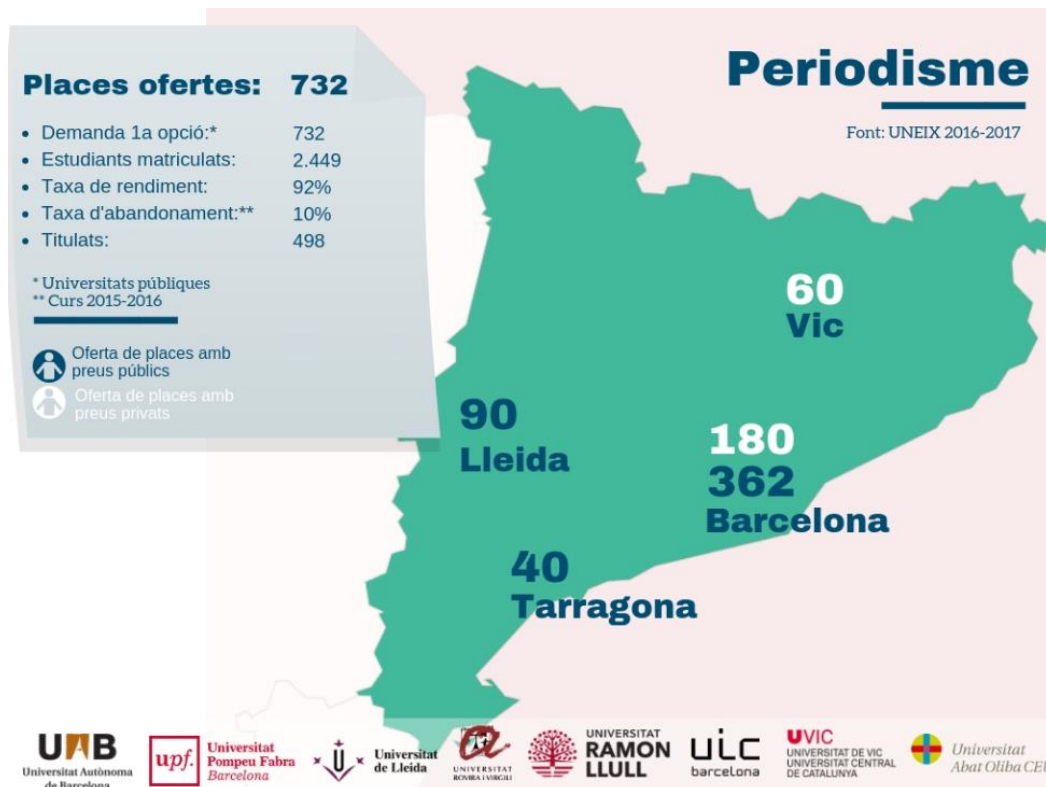 Places ofertes: 732
• Demanda 1a opció:* 732
• Estudiants matriculats: 2.449
• Taxa de rendiment: 92%
• Taxa d'abandonament:** 10%
• Titulats: 498
* Universitats públiques
** Curs 2015-2016
Oferta de places amb
preus públics
Oferta de places amb
preus privats
Periodisme
Font: UNEIX 2016-2017
60
Vic
90
Lleida
180
362
Barcelona
40
Tarragona
UAB
Universitat Autònoma
de Barcelona
upf.
Universitat
Pompeu Fabra
Barcelona
U
Universitat
de Lleida
UNIVERSITAT
ROVIRA I VIRGILI
UNIVERSITAT
RAMON
LLULL
uic
barcelona
UVIC
UNIVERSITAT DE VIC
UNIVERSITAT CENTRAL
DE CATALUNYA
Universitat
Abat Oliba CEU